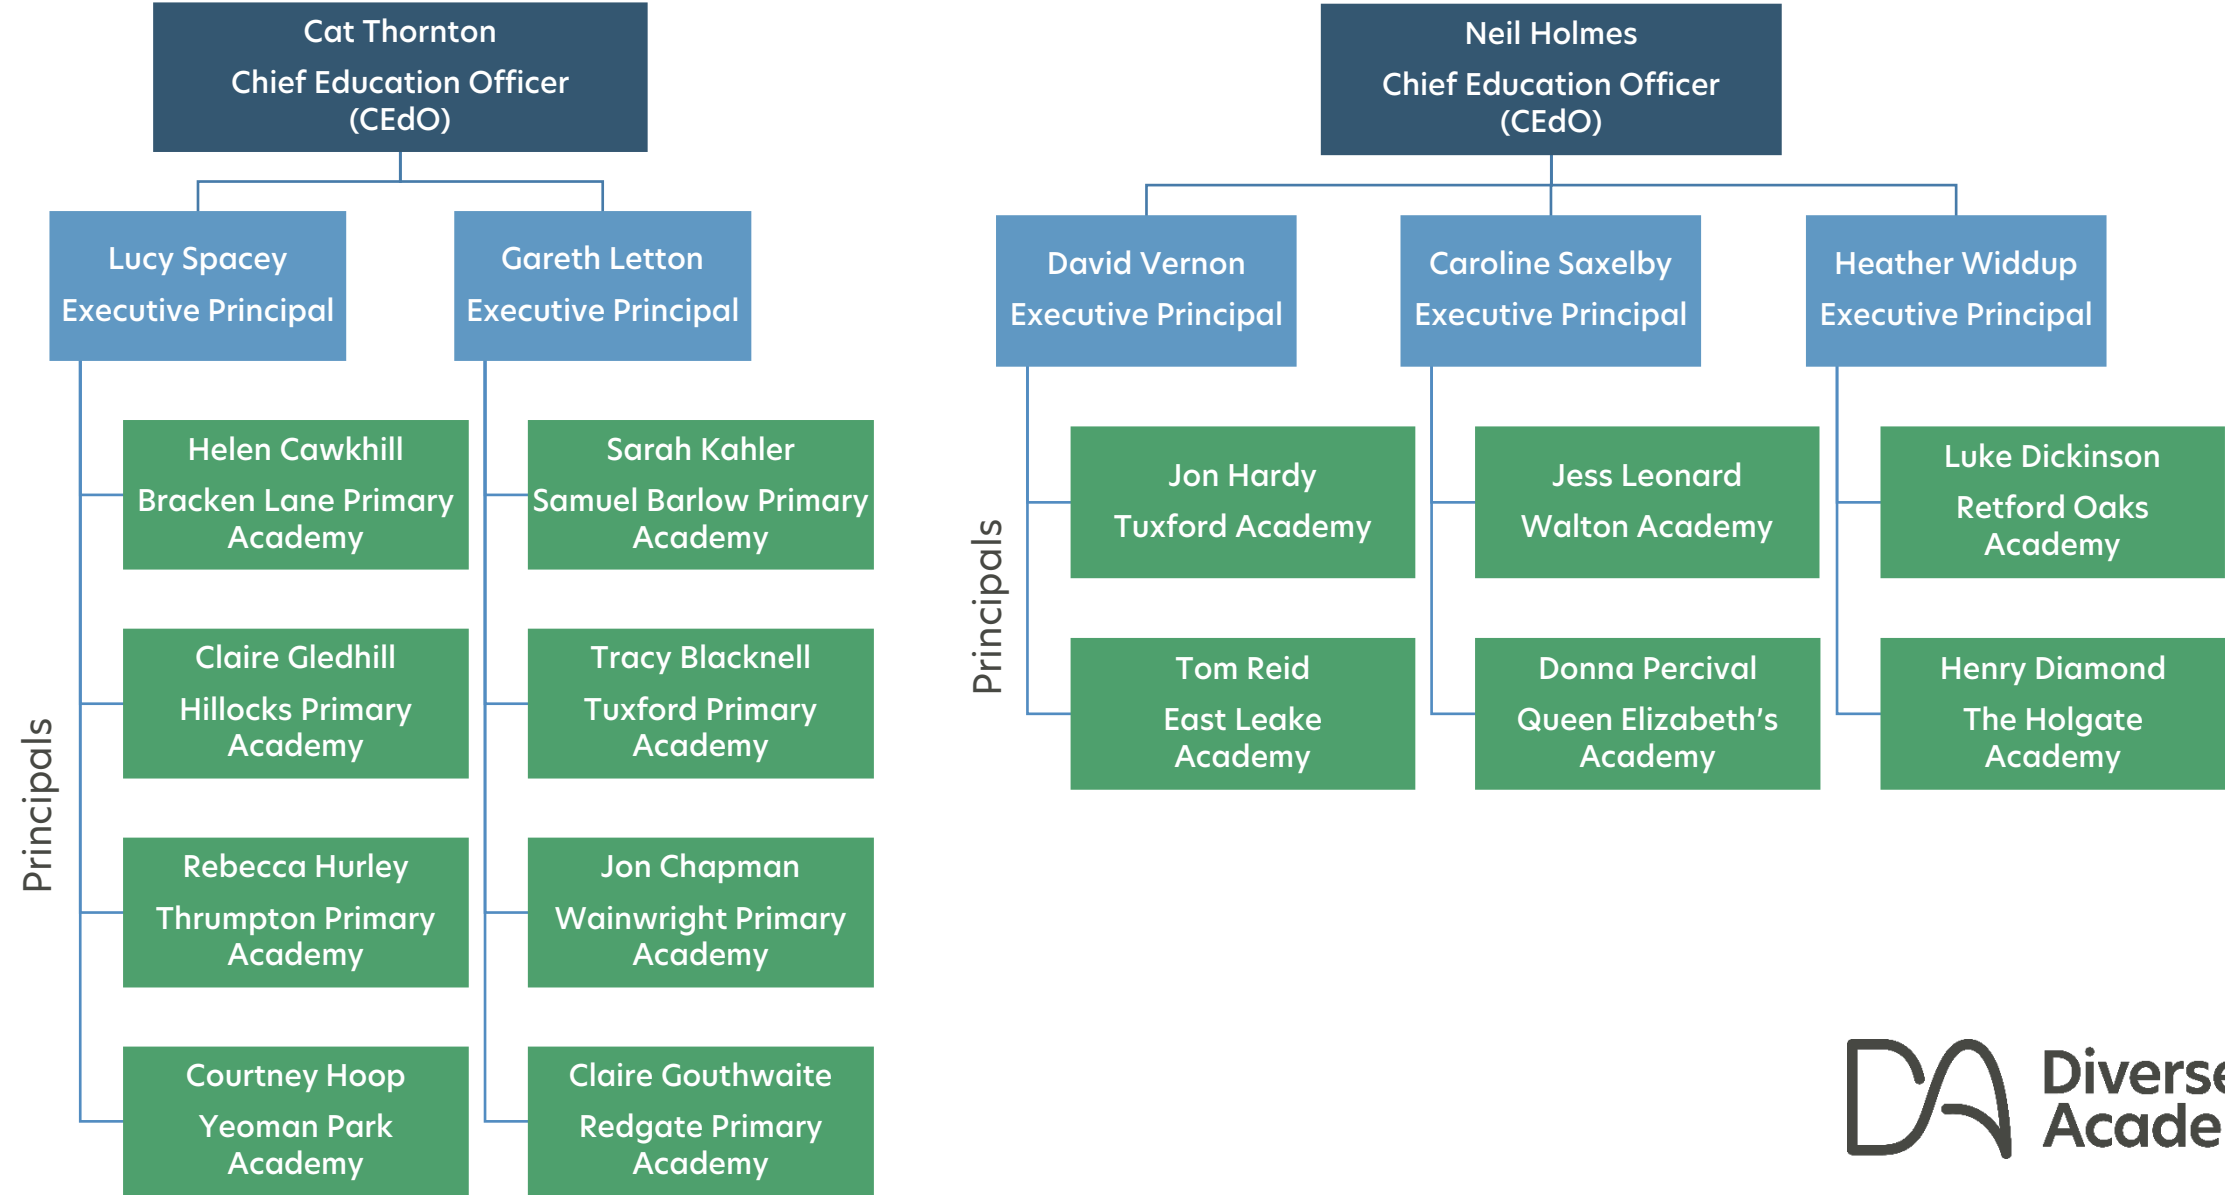 Cat Thornton
Chief Education Officer
(CEdO)
Lucy Spacey
Executive Principal
Gareth Letton
Executive Principal
Principals
Helen Cawkhill
Bracken Lane Primary
Academy
Claire Gledhill
Hillocks Primary
Academy
Rebecca Hurley
Thrumpton Primary
Academy
Courtney Hoop
Yeoman Park
Academy
Sarah Kahler
Samuel Barlow Primary
Academy
Tracy Blacknell
Tuxford Primary
Academy
Jon Chapman
Wainwright Primary
Academy
Claire Gouthwaite
Redgate Primary
Academy
Neil Holmes
Chief Education Officer
(CEdO)
David Vernon
Executive Principal
Caroline Saxelby
Executive Principal
Heather Widdup
Executive Principal
Principals
Jon Hardy
Tuxford Academy
Tom Reid
East Leake
Academy
Jess Leonard
Walton Academy
Donna Percival
Queen Elizabeth's
Academy
Luke Dickinson
Retford Oaks
Academy
Henry Diamond
The Holgate
Academy
DA
Diverse
Acade